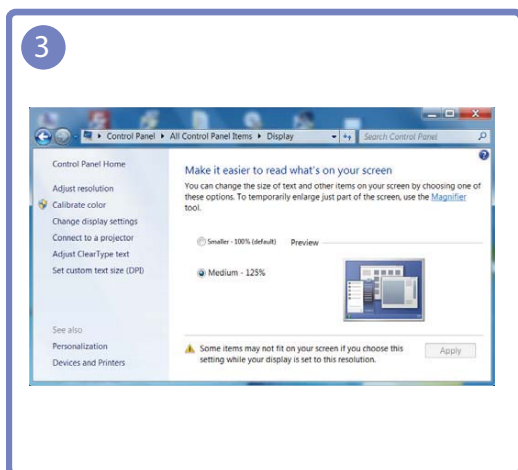 3
Control Panel ▸ All Control Panel Items ▸ Display
Search Control Panel
Control Panel Home
Adjust resolution
Calibrate color
Change display settings
Connect to a projector
Adjust ClearType text
Set custom text size (DPI)
See also
Personalization
Devices and Printers
Make it easier to read what's on your screen
You can change the size of text and other items on your screen by choosing one of
these options. To temporarily enlarge just part of the screen, use the Magnifier
tool.
Smaller - 100% (default)
Preview
Medium - 125%
Some items may not fit on your screen if you choose this
setting while your display is set to this resolution.
Apply